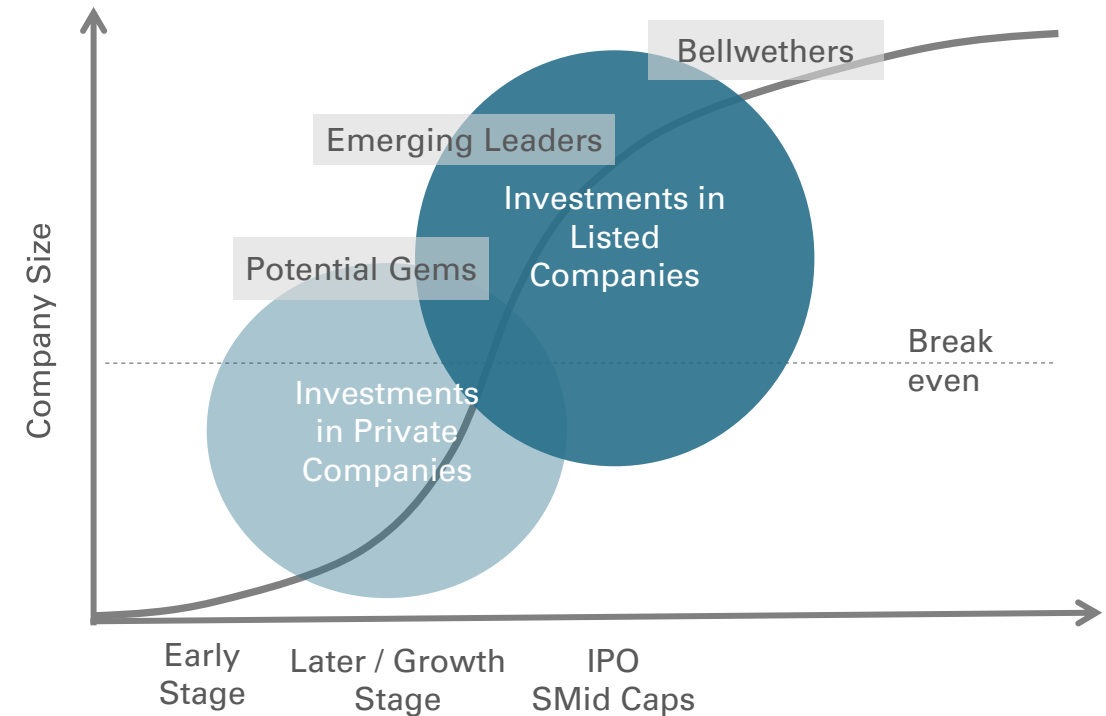 Bellwethers
Emerging Leaders
Investments in
Listed
Companies
Potential Gems
Break
even
Investments
in Private
Companies
Company Size
Early
Stage
Later / Growth
Stage
IPO
SMid Caps